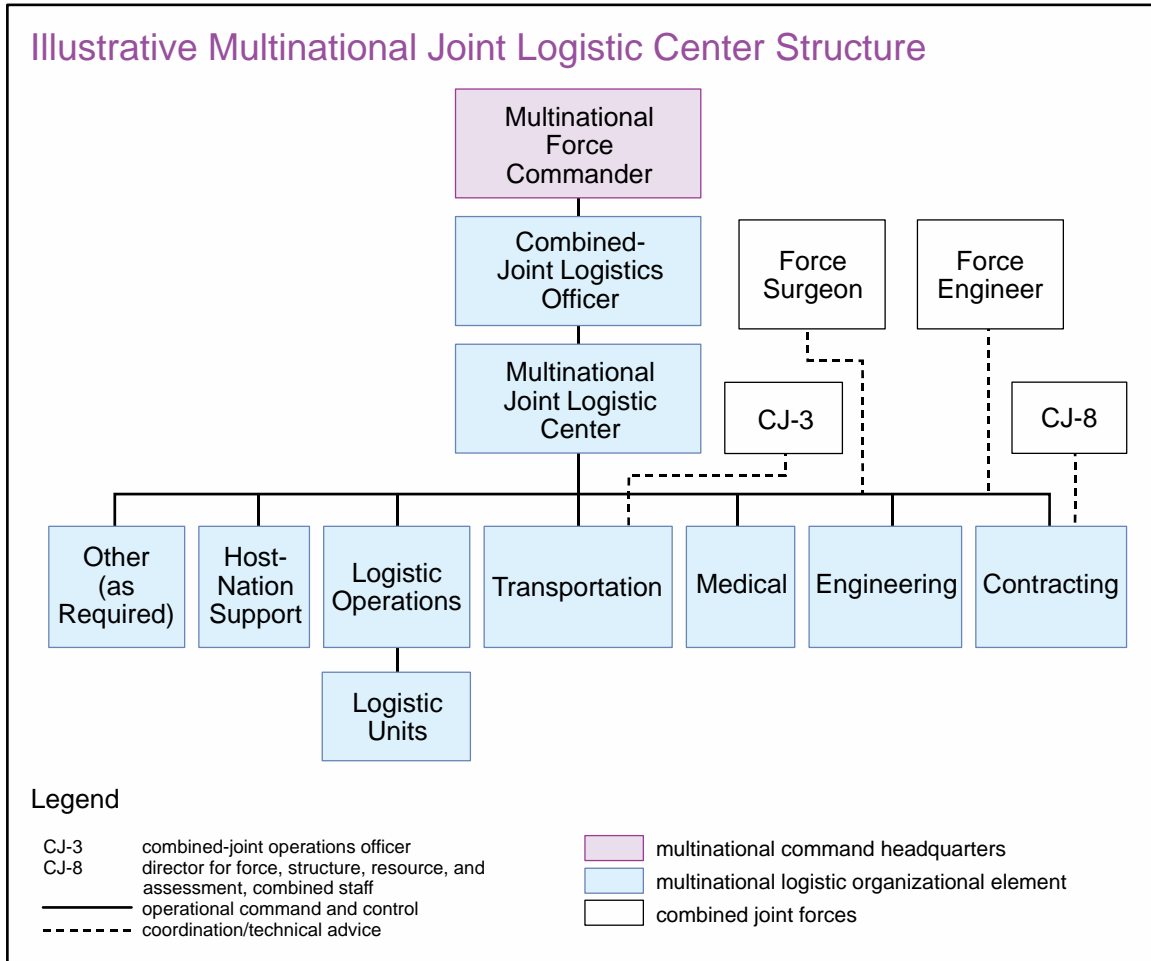 Illustrative Multinational Joint Logistic Center Structure
Multinational
Force
Commander
Combined-
Joint Logistics
Officer
Force
Surgeon
Force
Engineer
Multinational
Joint Logistic
Center
CJ-3
CJ-8
Other
(as
Required)
Host-
Nation
Support
Logistic
Operations
Transportation
Medical
Engineering
Contracting
Logistic
Units
Legend
CJ-3 combined-joint operations officer
CJ-8 director for force, structure, resource, and
assessment, combined staff
operational command and control
coordination/technical advice
multinational command headquarters
multinational logistic organizational element
combined joint forces